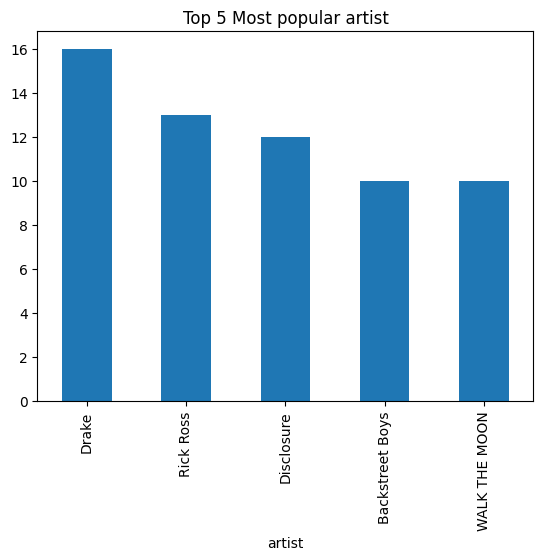 Top 5 Most popular artist
16
14
12
10
8
6
4
2
0
Drake
Rick Ross
Disclosure
Backstreet Boys
WALK THE MOON
artist